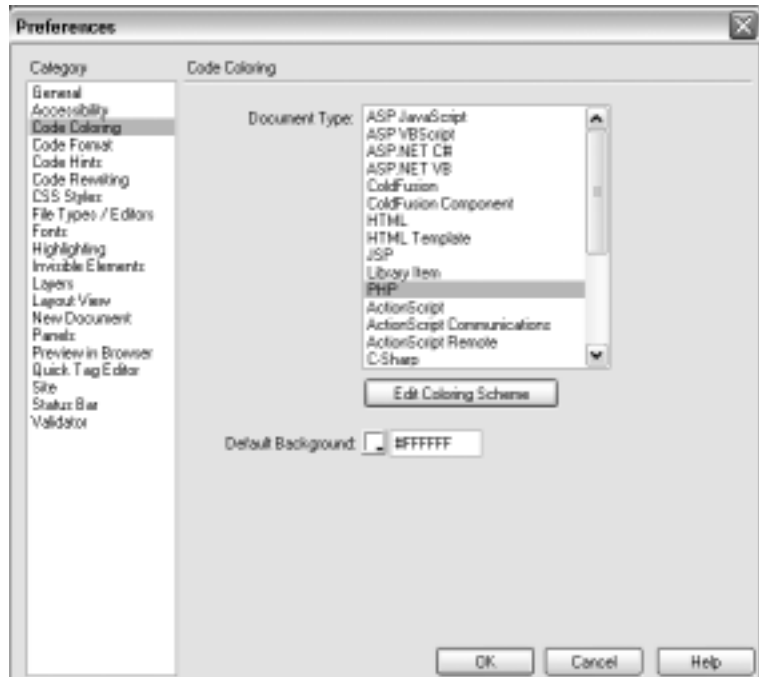 Preferences
Category
General
Accessibility
Code Coloring
Code Format
Code Hints
Code Rewriting
CSS Styles
File Types / Editors
Fonts
Highlighting
Invisible Elements
Layers
Layout View
New Document
Panels
Preview in Browser
Quick Tag Editor
Site
Status Bar
Validator
Code Coloring
Document Type:
ASP JavaScript
ASP VBScript
ASP.NET C#
ASP.NET VB
ColdFusion
ColdFusion Component
HTML
HTML Template
JSP
Library Item
PHP
ActionScript
ActionScript Communications
ActionScript Remote
C-Sharp
Edit Coloring Scheme
Default Background: #FFFFFF
OK
Cancel
Help